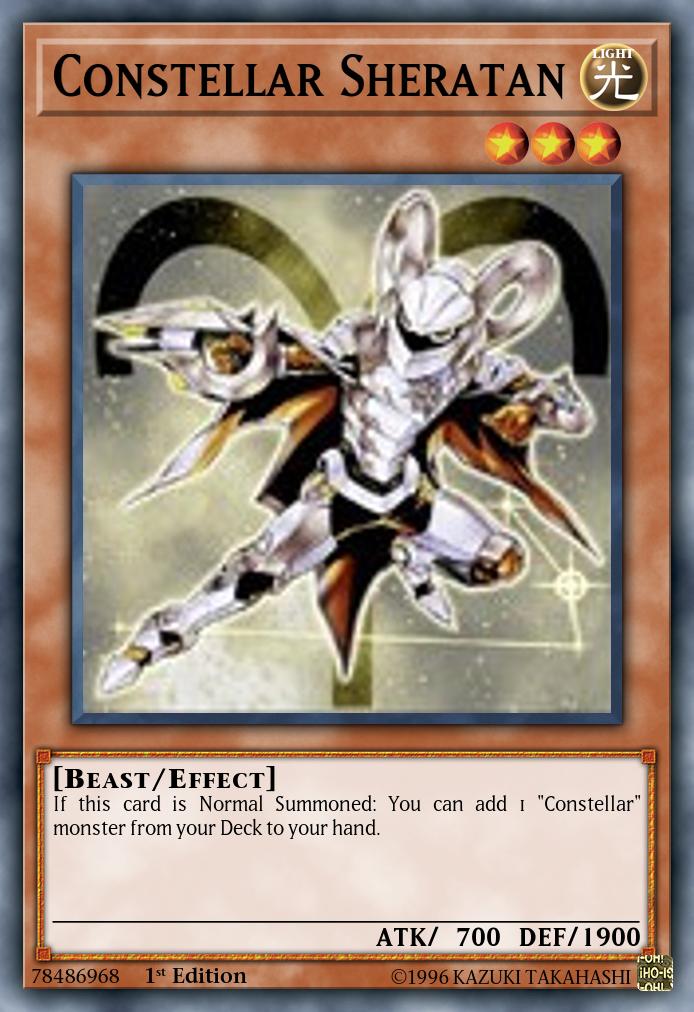 Constellar Sheratan
LIGHT
光
[Beast/Effect]
If this card is Normal Summoned: You can add 1 "Constellar"
monster from your Deck to your hand.
ATK/ 700 DEF/1900
78486968 1st Edition ©1996 KAZUKI TAKAHASHI